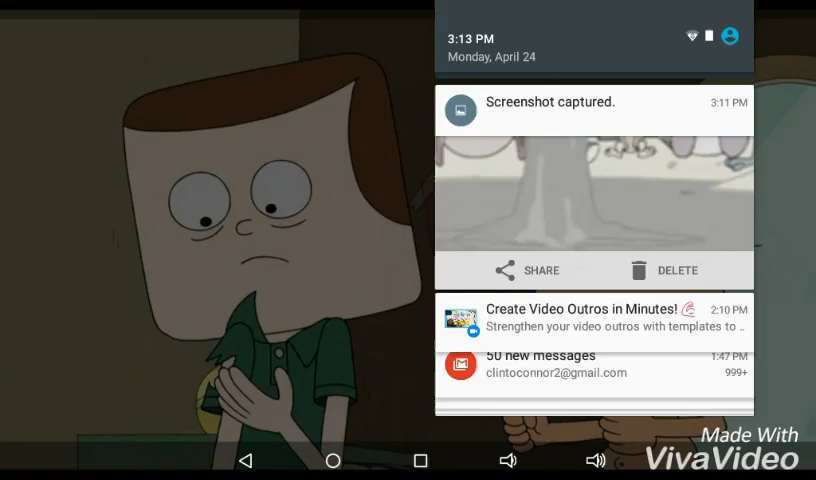 3:13 PM
Monday, April 24
Screenshot captured.
3:11 PM
SHARE
DELETE
Create Video Outros in Minutes!
2:10 PM
Strengthen your video outros with templates to ..
50 new messages
1:47 PM
clintoconnor2@gmail.com
999+
Made With
VivaVideo